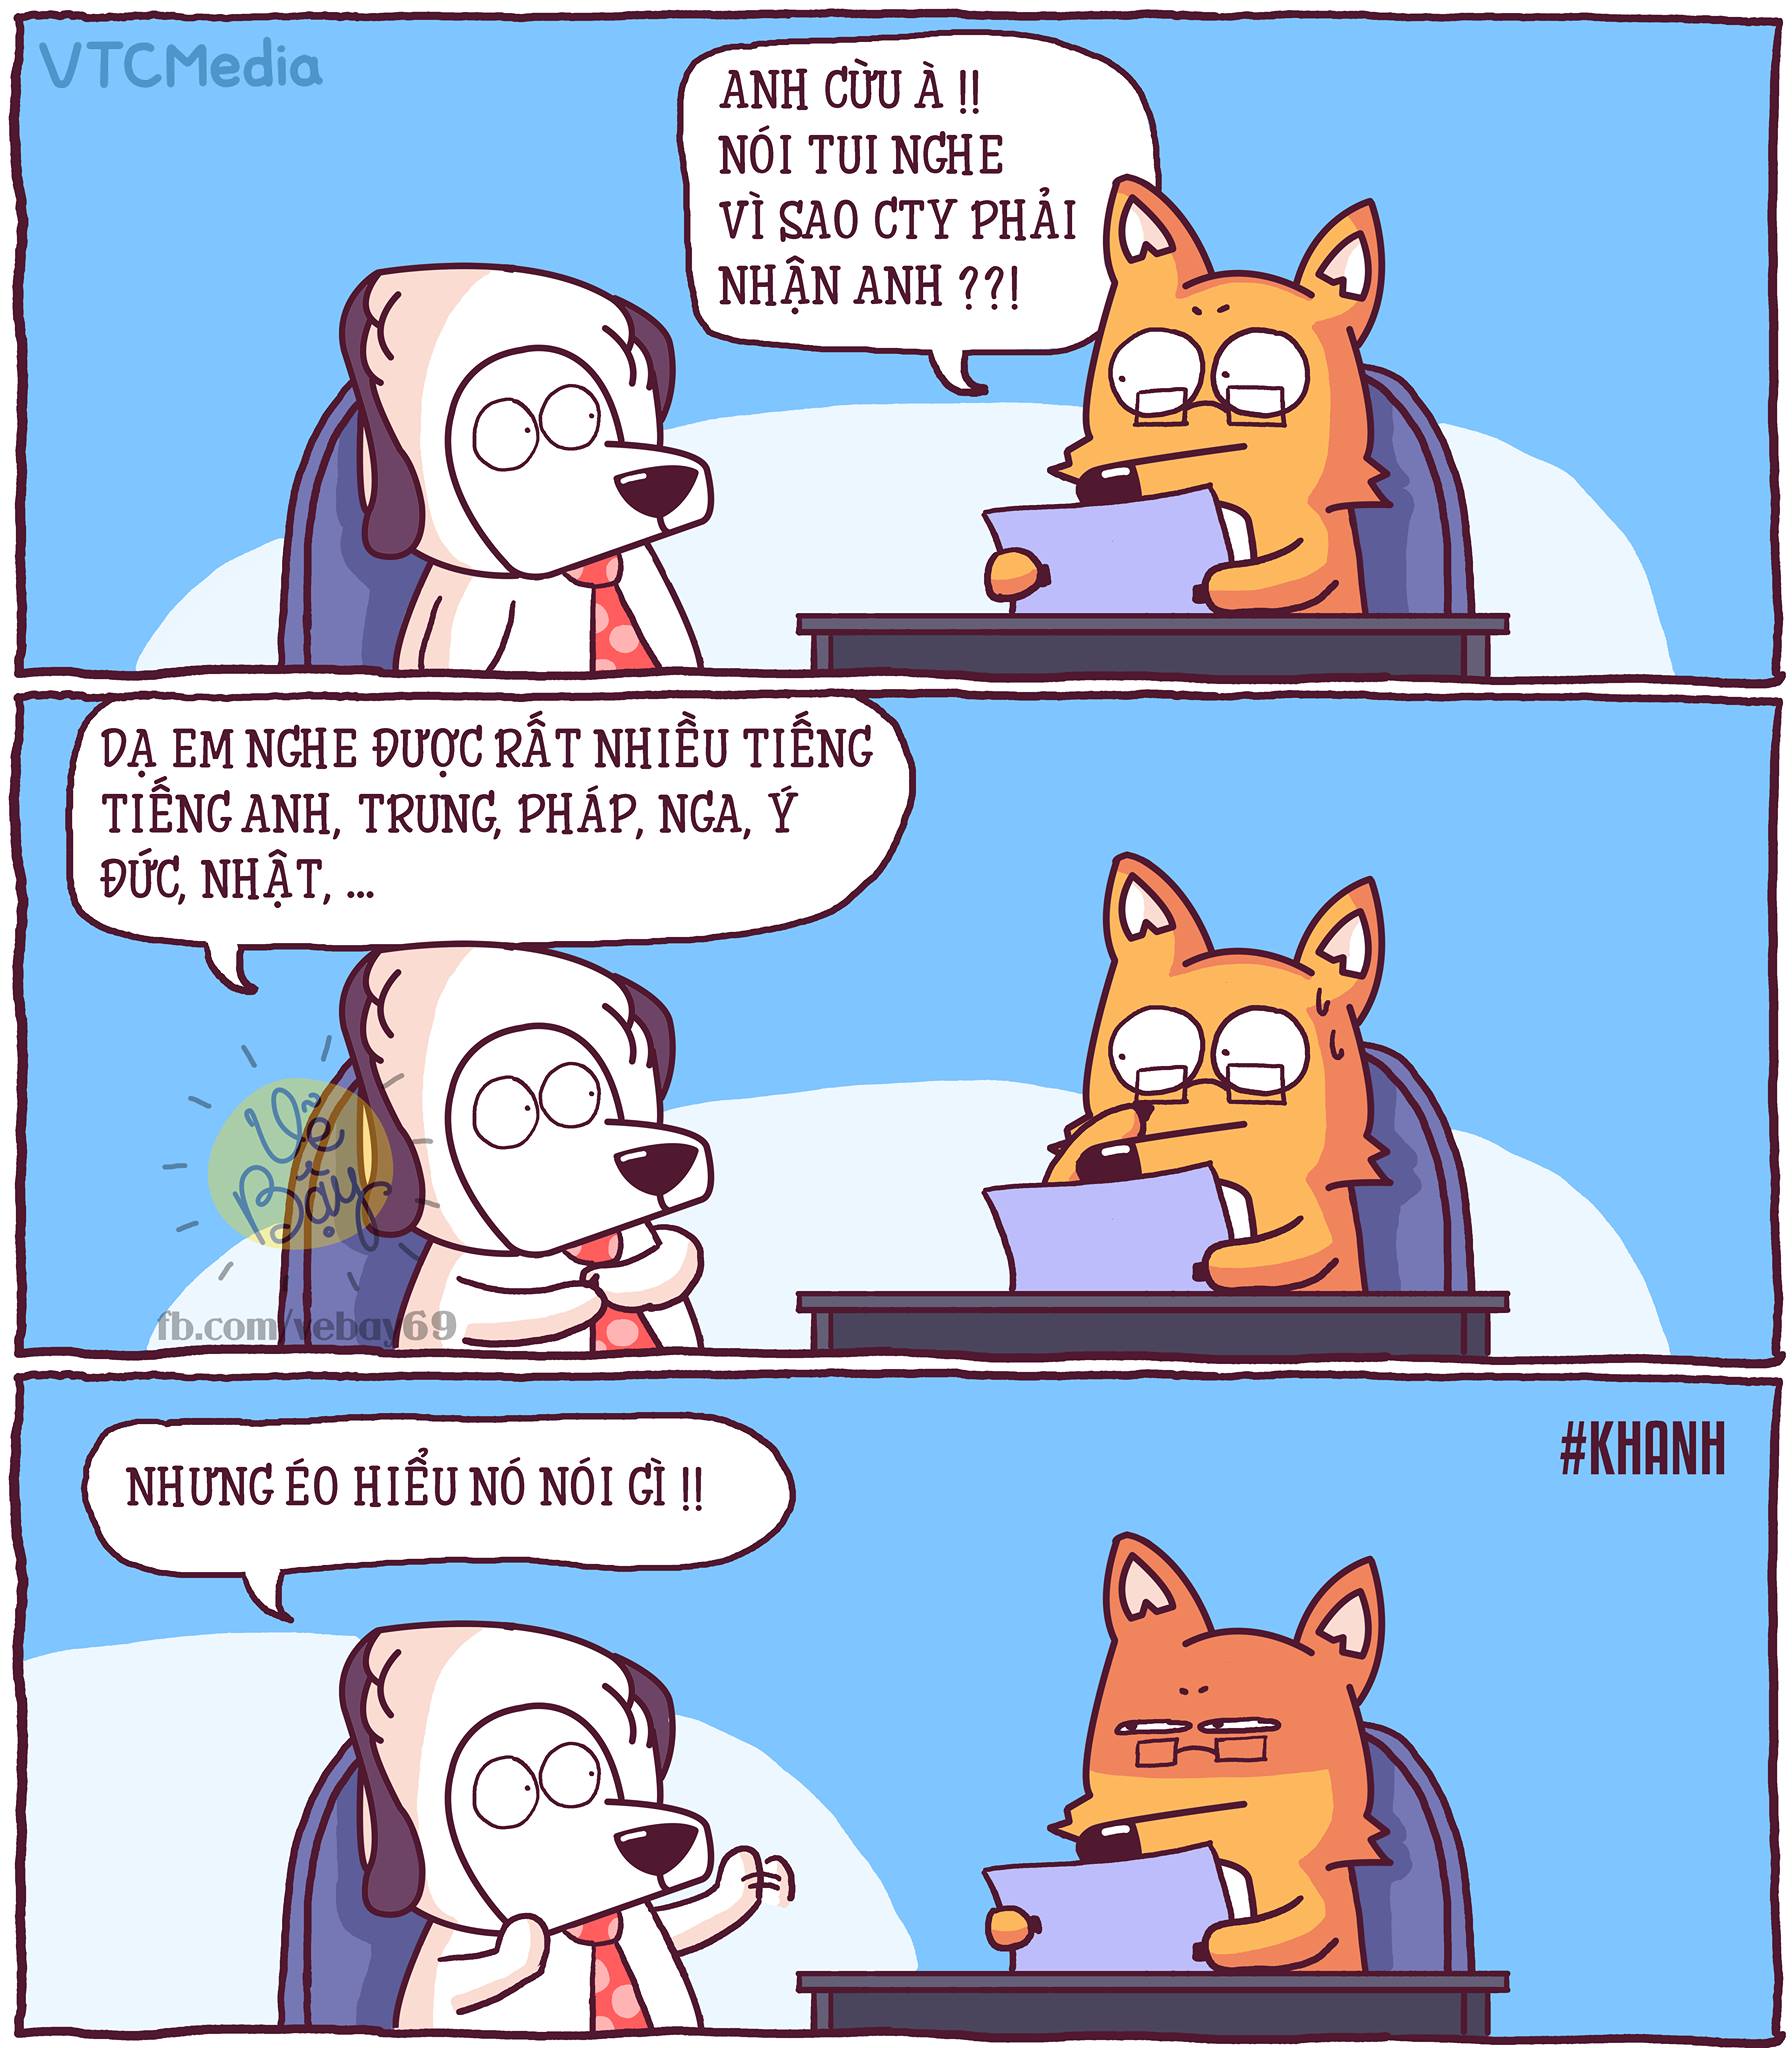 VTCMedia
ANH CỪU À !!
NÓI TUI NGHE
VÌ SAO CTY PHẢI
NHẬN ANH ??!
DẠ EM NGHE ĐƯỢC RẤT NHIỀU TIẾNG
TIẾNG ANH, TRUNG, PHÁP, NGA, Ý
ĐỨC, NHẬT, ...
Vẽ
Bậy
fb.com/vebay69
#KHANH
NHƯNG ÉO HIỂU NÓ NÓI GÌ !!